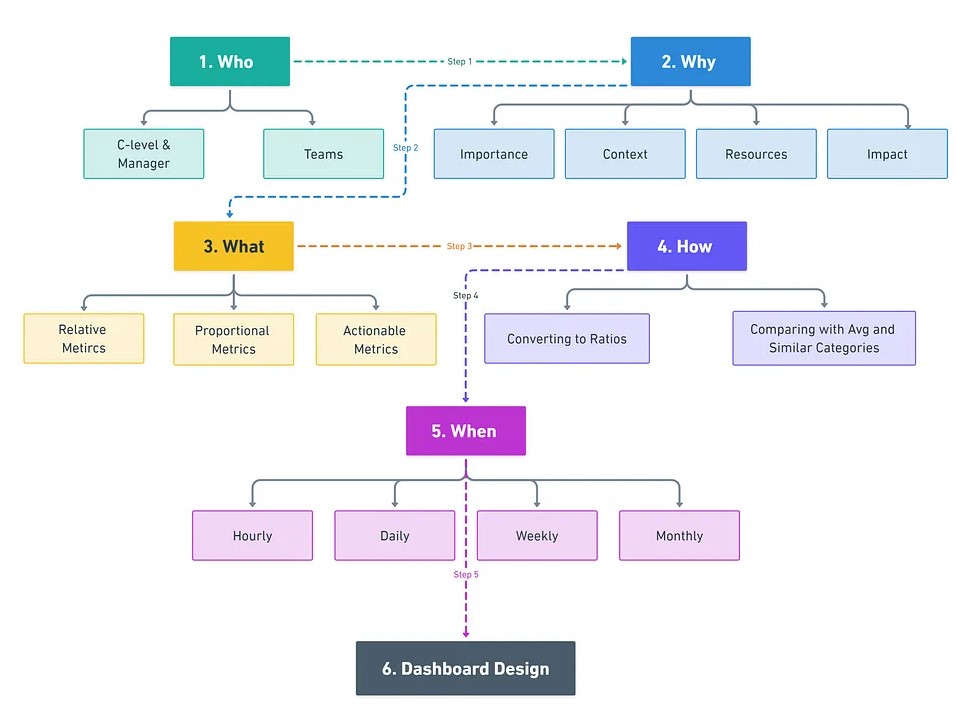 1. Who
Step 1
2. Why
C-level &
Manager
Teams
Step 2
Importance
Context
Resources
Impact
3. What
Step 3
4. How
Step 4
Relative
Metircs
Proportional
Metrics
Actionable
Metrics
Converting to Ratios
Comparing with Avg and
Similar Categories
5. When
Hourly
Daily
Weekly
Monthly
Step 5
6. Dashboard Design